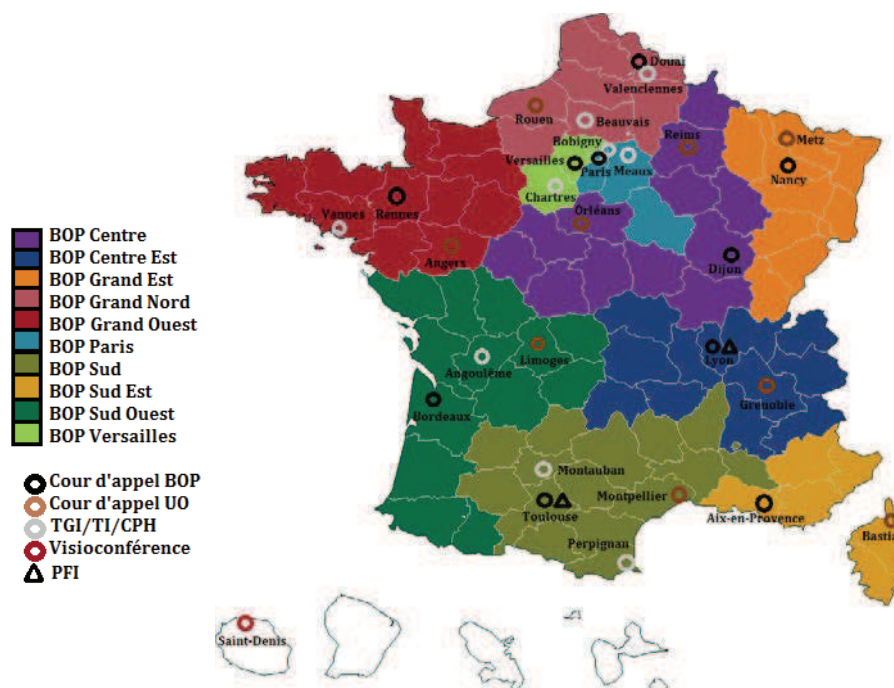 Douai
Valenciennes
Rouen
Beauvais
Reims
Metz
Bobigny
Versailles
Paris
Meaux
Nancy
Chartres
Vannes
Rennes
Orléans
Angers
Dijon
BOP Centre
BOP Centre Est
BOP Grand Est
BOP Grand Nord
BOP Grand Ouest
BOP Paris
BOP Sud
BOP Sud Est
BOP Sud Ouest
BOP Versailles
Limoges
Lyon
Angoulême
Grenoble
Bordeaux
Montauban
Cour d'appel BOP
Cour d'appel UO
TGI/TI/CPH
Visioconférence
PFI
Montpellier
Toulouse
Aix-en-Provence
Bastia
Perpignan
Saint-Denis